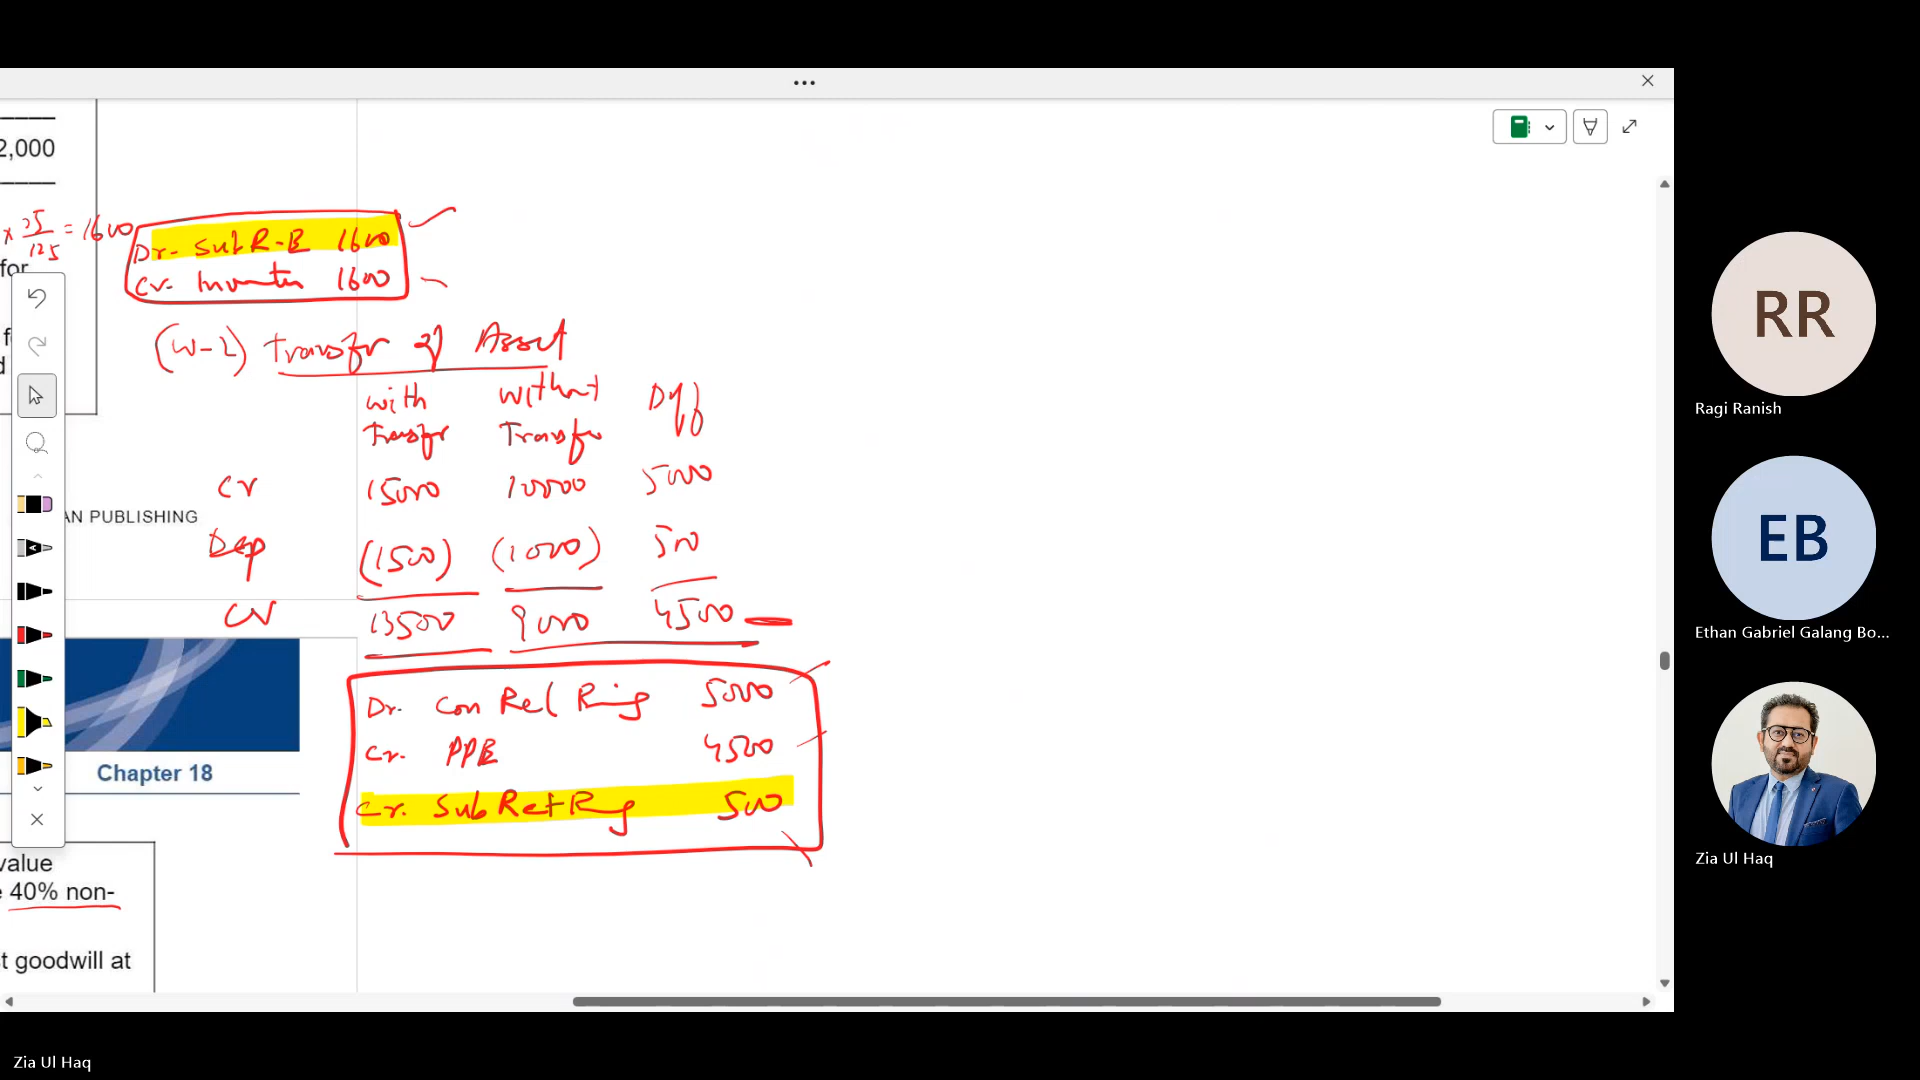 2,000
× 25/125 = 1600
Dr. Sub R-E 1600
for
Cr. Inventory 1600
(W-2) Transfer of Asset
with without Diff
Transfer Transfer
CV 15000 10000 5000
AN PUBLISHING
Dep (1500) (1000) 500
CV 13500 9000 4500
Dr. Con Ret Ring 5000
Cr. PPE 4500
Chapter 18
Cr. Sub Ret Ring 500
value
40% non-
t goodwill at
RR
Ragi Ranish
EB
Ethan Gabriel Galang Bo...
Zia Ul Haq
Zia Ul Haq